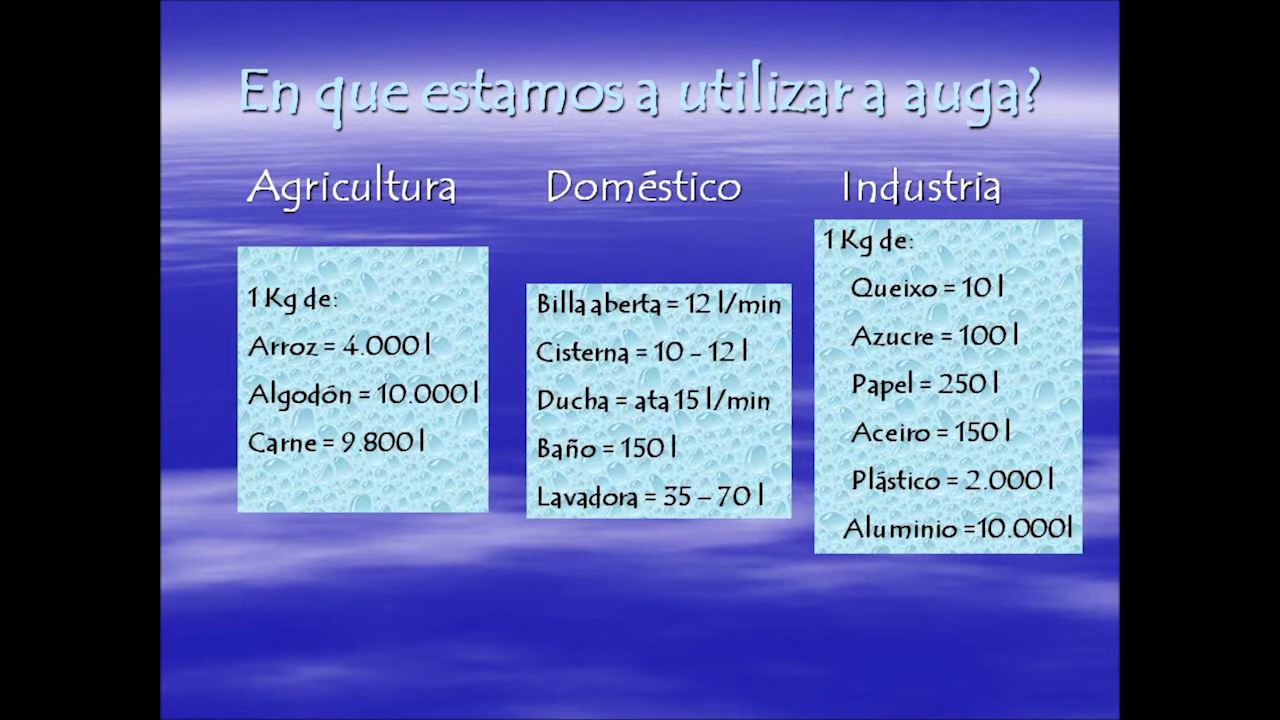 En que estamos a utilizar a auga?
Agricultura
1 Kg de:
Arroz = 4.000 l
Algodón = 10.000 l
Carne = 9.800 l
Doméstico
Billa aberta = 12 l/min
Cisterna = 10 – 12 l
Ducha = ata 15 l/min
Baño = 150 l
Lavadora = 35 – 70 l
Industria
1 Kg de:
Queixo = 10 l
Azucre = 100 l
Papel = 250 l
Aceiro = 150 l
Plástico = 2.000 l
Aluminio =10.000l